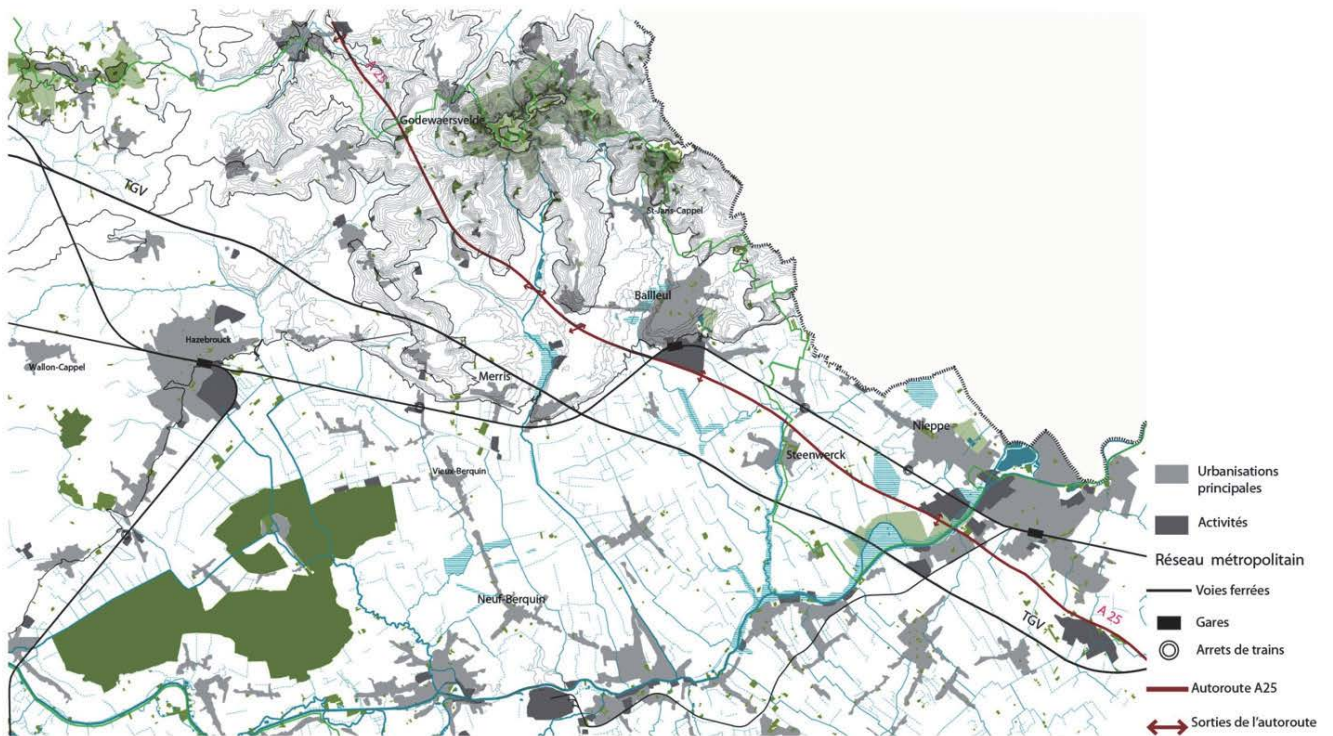 A 25
Godewaersvelde
TGV
St-Jans-Cappel
Bailleul
Hazebrouck
Wallon-Cappel
Merris
Nieppe
Vieux-Berquin
Steenwerck
Neuf-Berquin
TGV
A 25
Urbanisations
principales
Activités
Réseau métropolitain
Voies ferrées
Gares
Arrets de trains
Autoroute A25
Sorties de l'autoroute